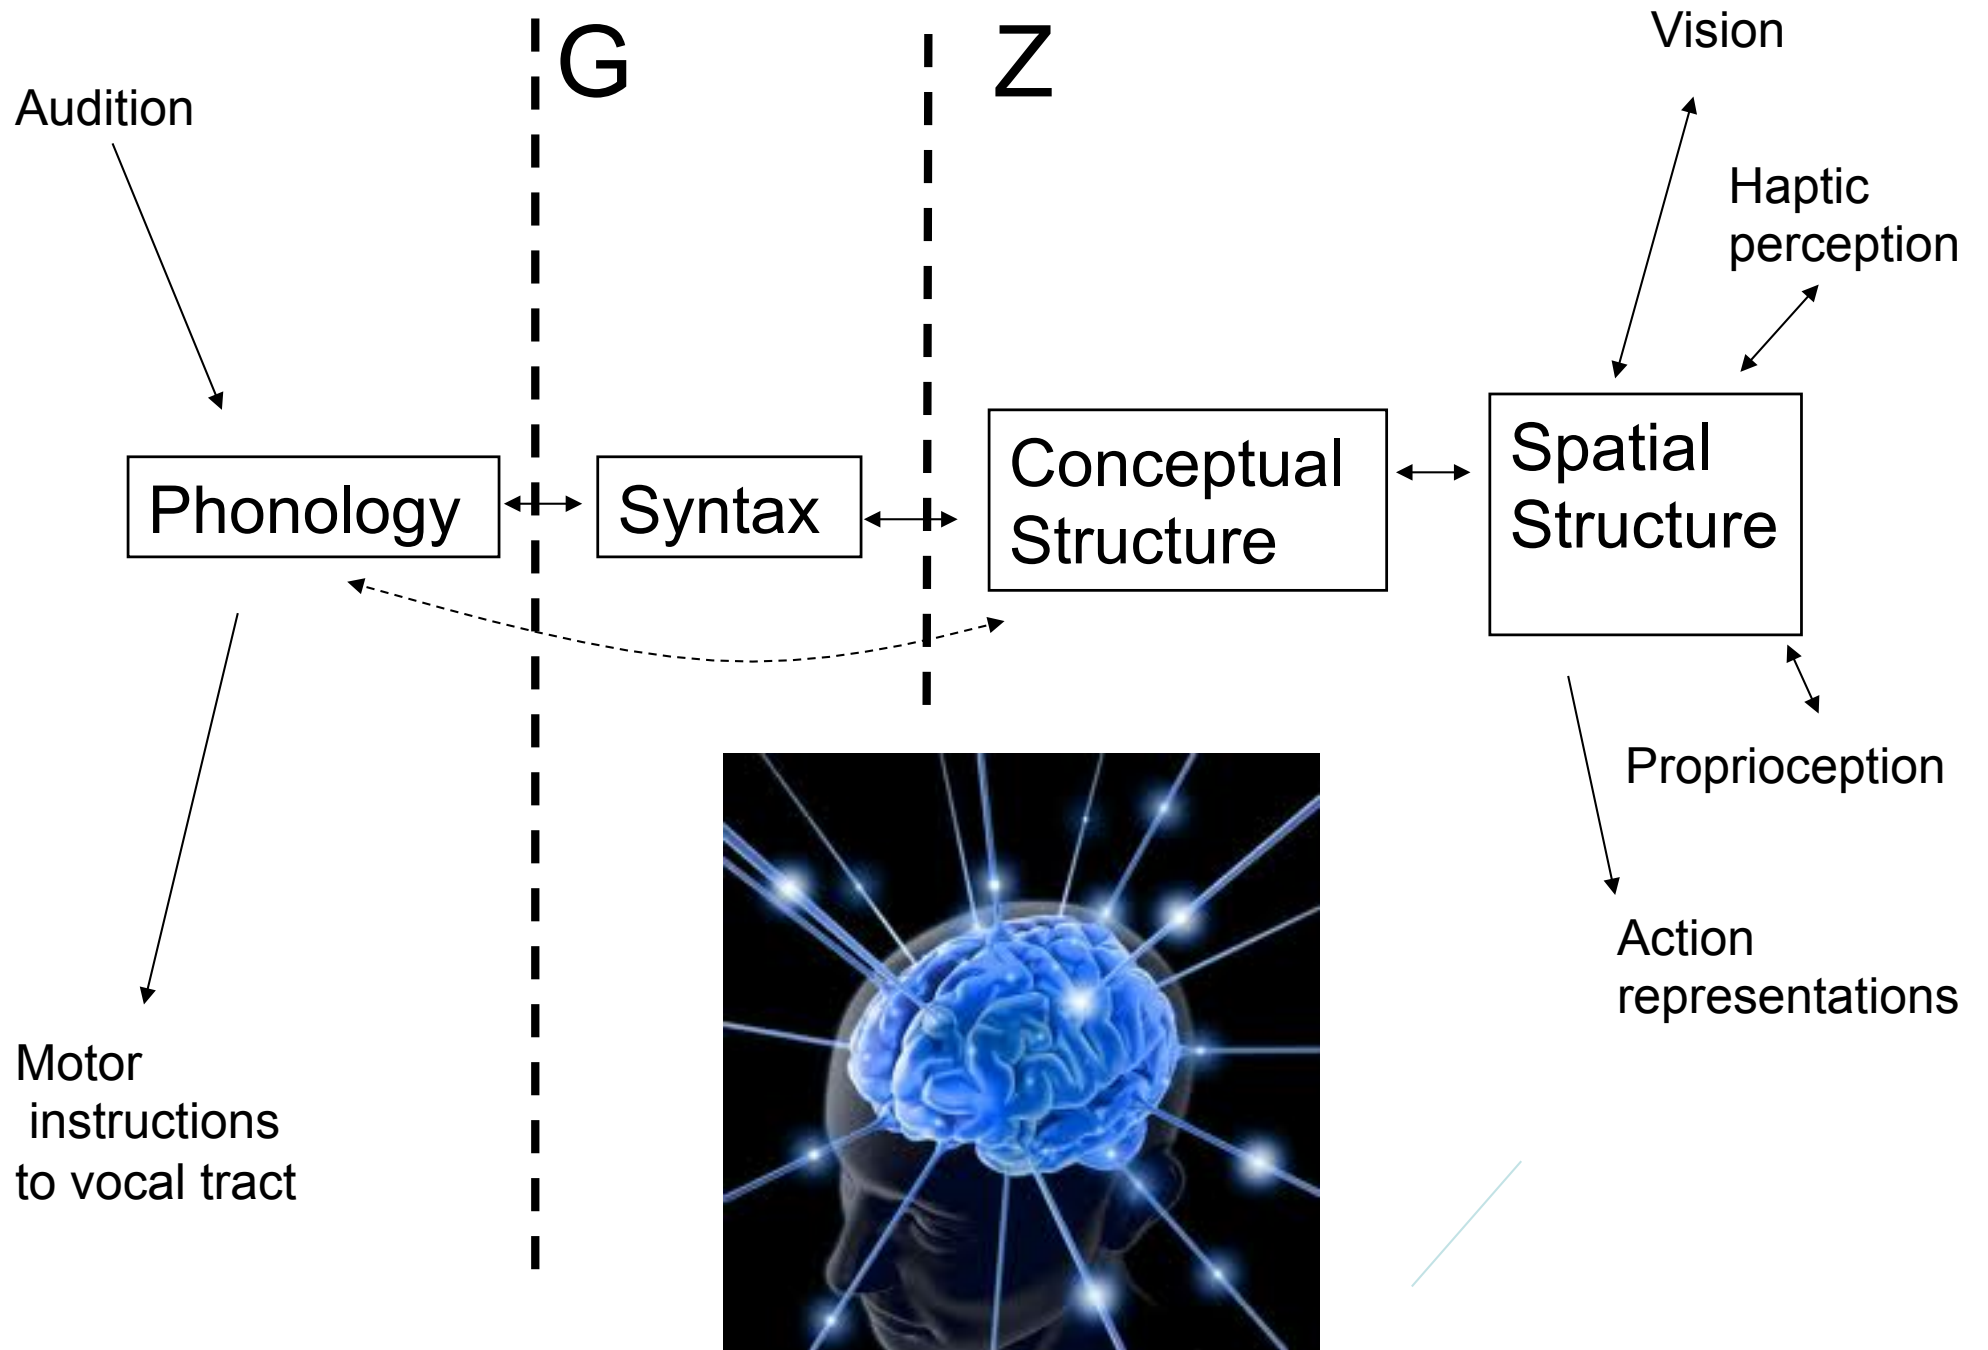 G
Z
Vision
Audition
Haptic
perception
Phonology
Syntax
Conceptual
Structure
Spatial
Structure
Proprioception
Action
representations
Motor
instructions
to vocal tract